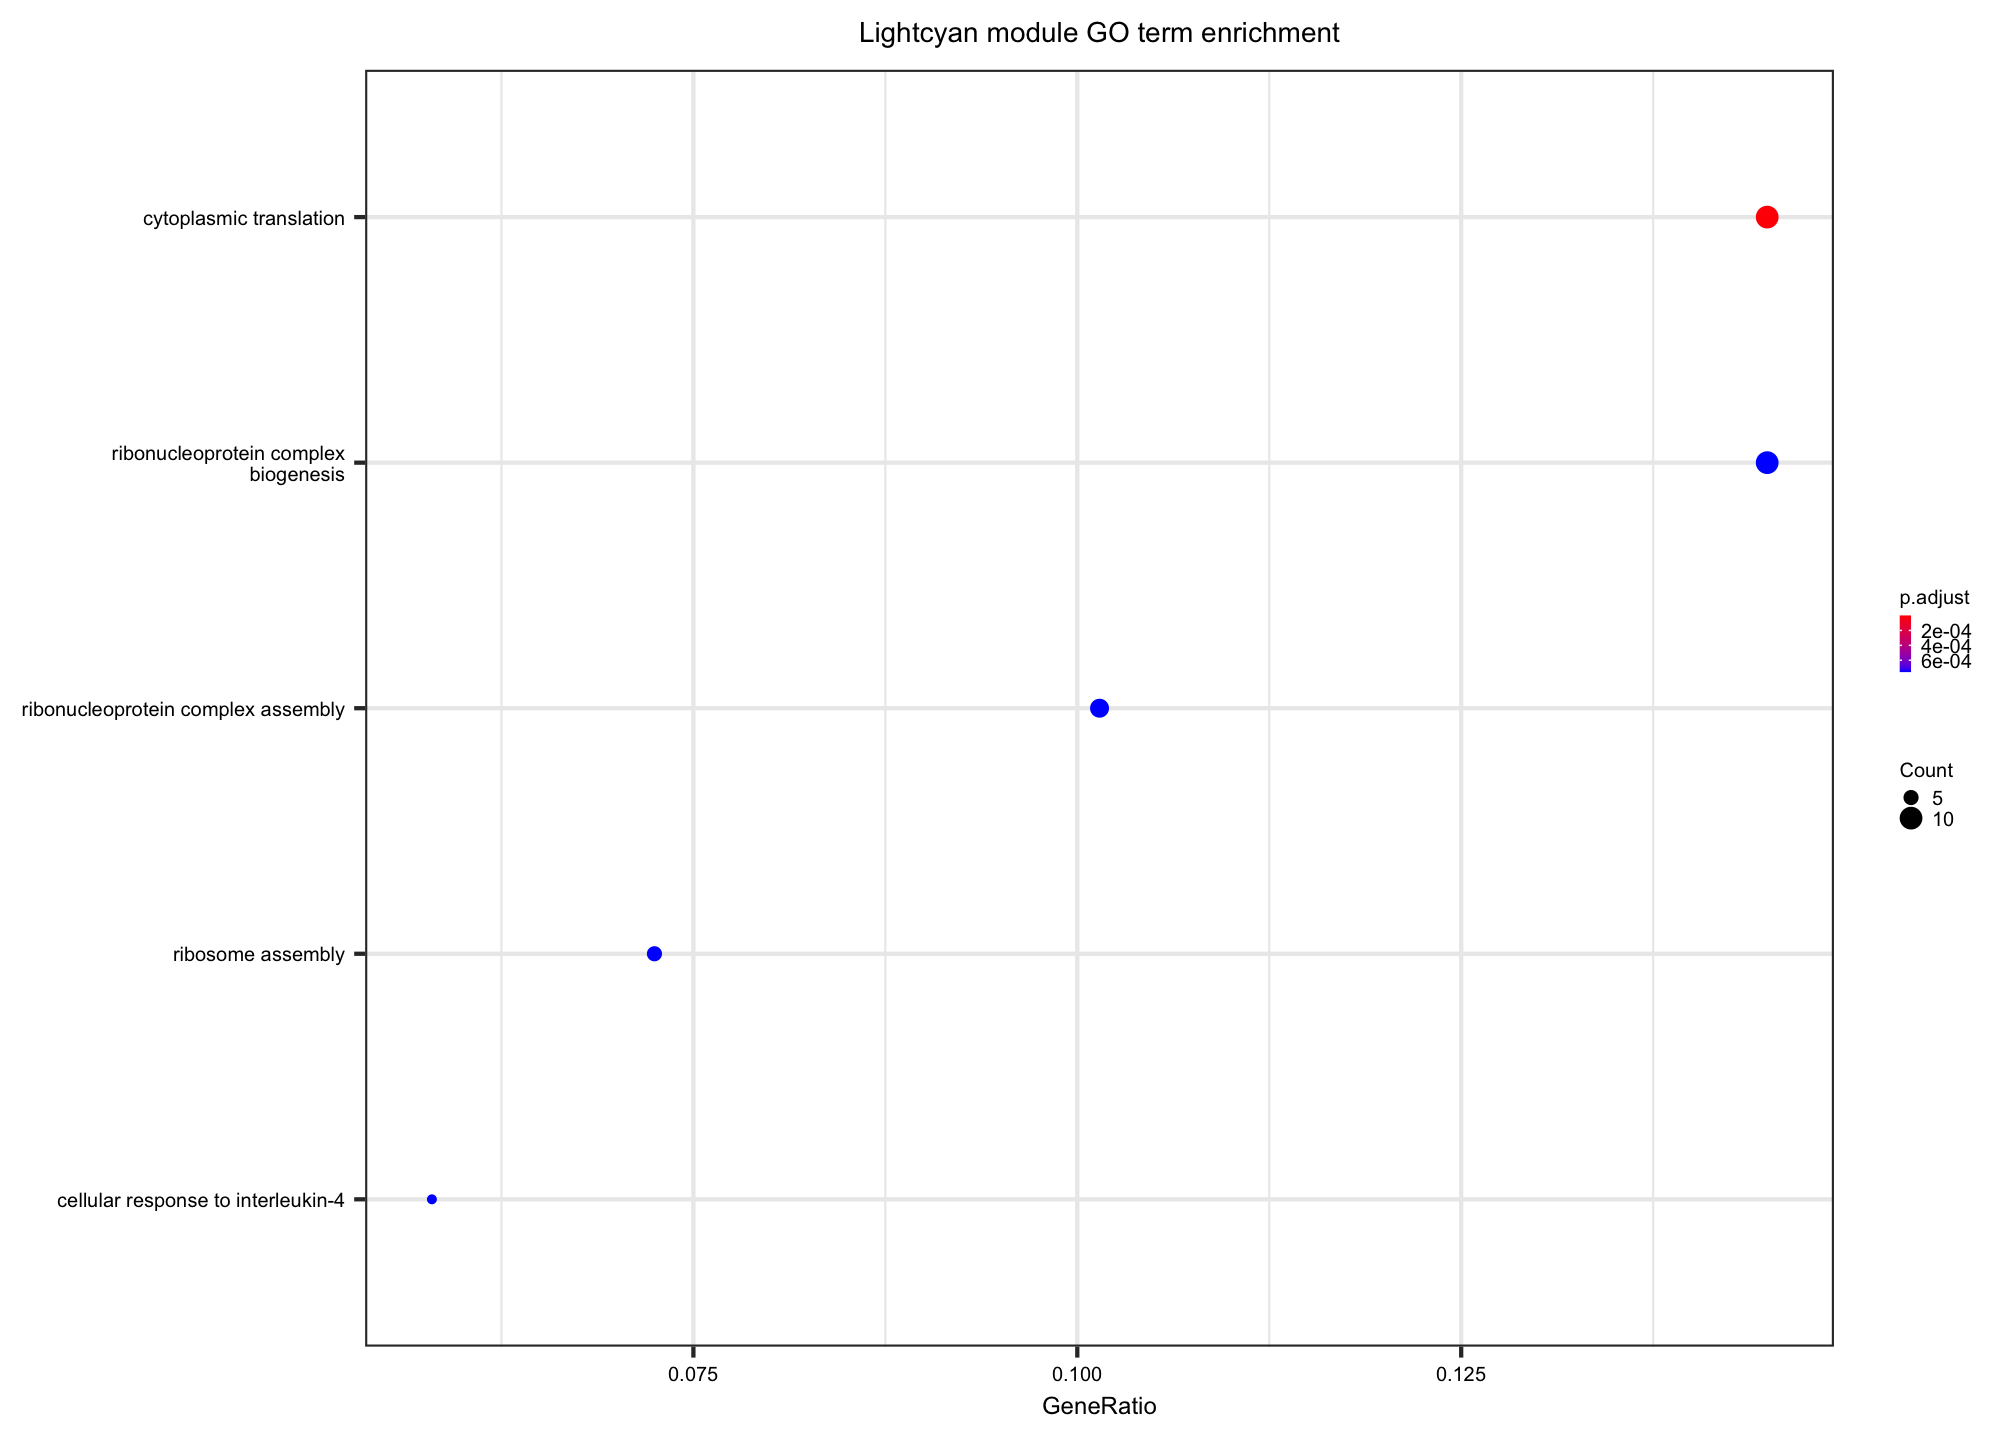 Lightcyan module GO term enrichment
cytoplasmic translation
ribonucleoprotein complex
biogenesis
ribonucleoprotein complex assembly
ribosome assembly
cellular response to interleukin-4
0.075
0.100
0.125
GeneRatio
p.adjust
2e-04
4e-04
6e-04
Count
5
10